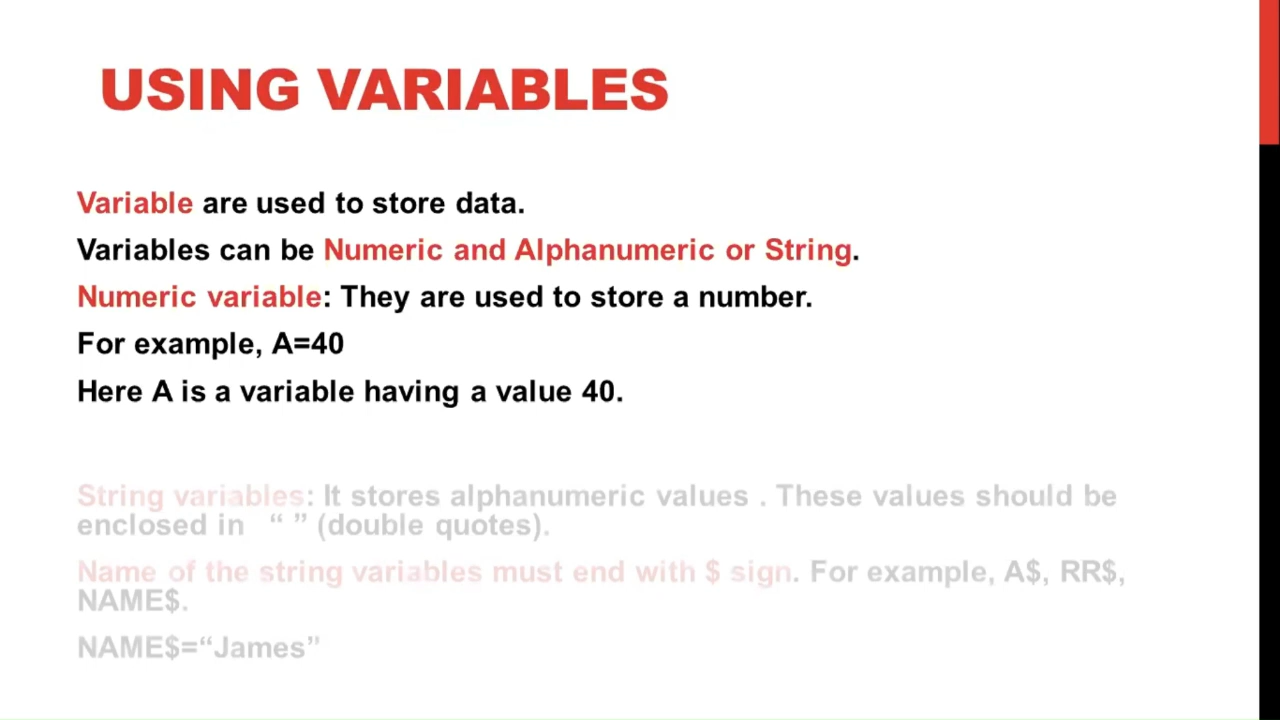 USING VARIABLES
Variable are used to store data.
Variables can be Numeric and Alphanumeric or String.
Numeric variable: They are used to store a number.
For example, A=40
Here A is a variable having a value 40.
String variables: It stores alphanumeric values . These values should be
enclosed in “ ” (double quotes).
Name of the string variables must end with $ sign. For example, A$, RR$,
NAME$.
NAME$=“James”